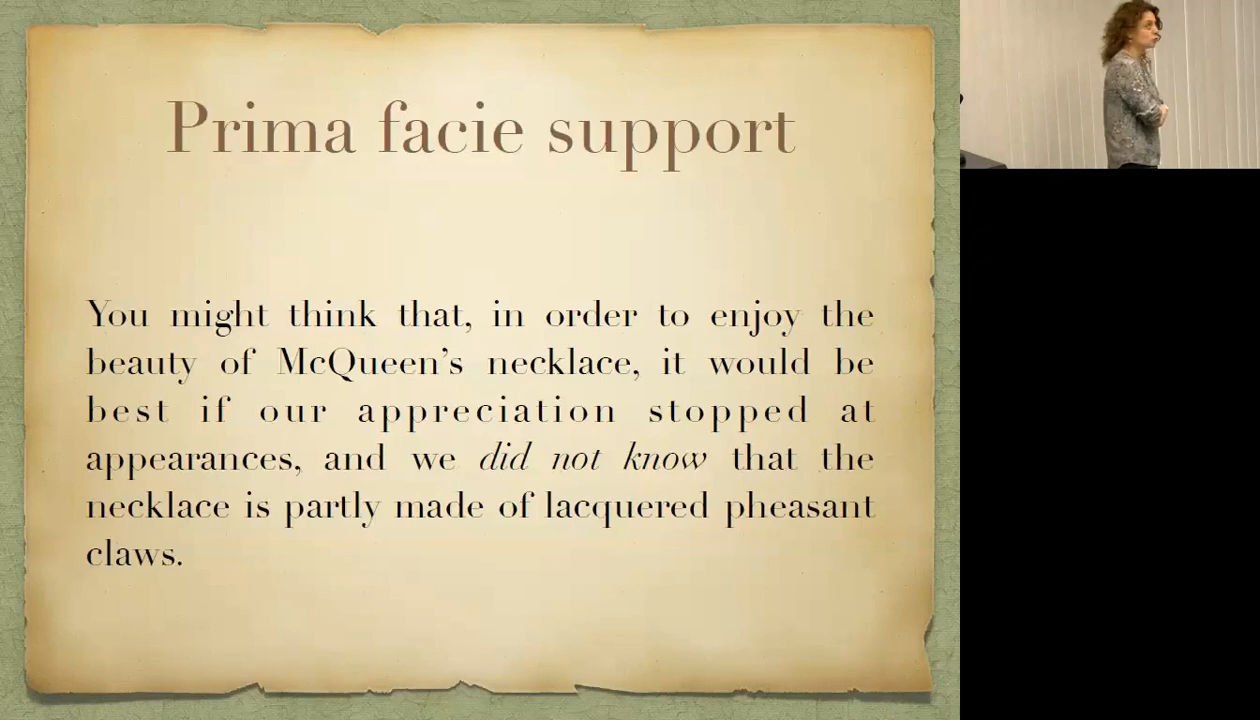 Prima facie support
You might think that, in order to enjoy the
beauty of McQueen’s necklace, it would be
best if our appreciation stopped at
appearances, and we did not know that the
necklace is partly made of lacquered pheasant
claws.